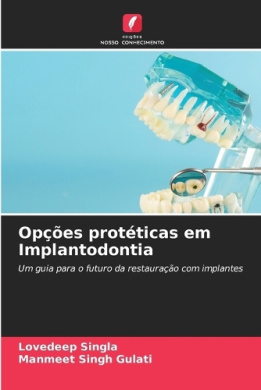 edições
NOSSO CONHECIMENTO
Opções protéticas em
Implantodontia
Um guia para o futuro da restauração com implantes
Lovedeep Singla
Manmeet Singh Gulati